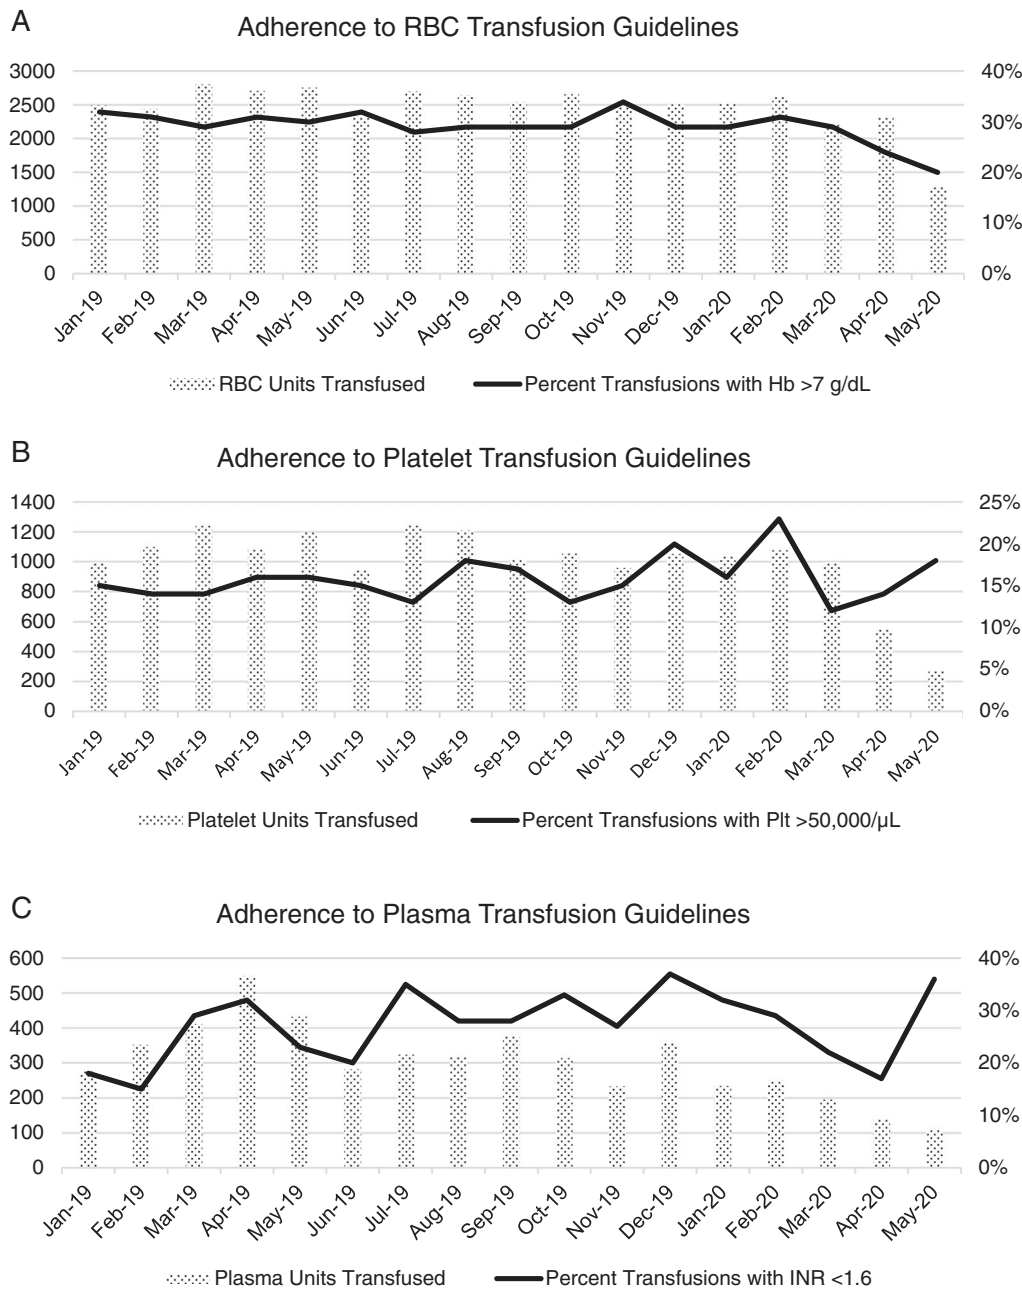 A
Adherence to RBC Transfusion Guidelines
3000 40%
2500 30%
2000
1500 20%
1000 10%
500
0 0%
Jan-19 Feb-19 Mar-19 Apr-19 May-19 Jun-19 Jul-19 Aug-19 Sep-19 Oct-19 Nov-19 Dec-19 Jan-20 Feb-20 Mar-20 Apr-20 May-20
RBC Units Transfused Percent Transfusions with Hb >7 g/dL
B
Adherence to Platelet Transfusion Guidelines
1400 25%
1200 20%
1000
800 15%
600 10%
400 5%
200
0 0%
Jan-19 Feb-19 Mar-19 Apr-19 May-19 Jun-19 Jul-19 Aug-19 Sep-19 Oct-19 Nov-19 Dec-19 Jan-20 Feb-20 Mar-20 Apr-20 May-20
Platelet Units Transfused Percent Transfusions with Plt >50,000/µL
C
Adherence to Plasma Transfusion Guidelines
600 40%
500 30%
400
300 20%
200 10%
100
0 0%
Jan-19 Feb-19 Mar-19 Apr-19 May-19 Jun-19 Jul-19 Aug-19 Sep-19 Oct-19 Nov-19 Dec-19 Jan-20 Feb-20 Mar-20 Apr-20 May-20
Plasma Units Transfused Percent Transfusions with INR <1.6